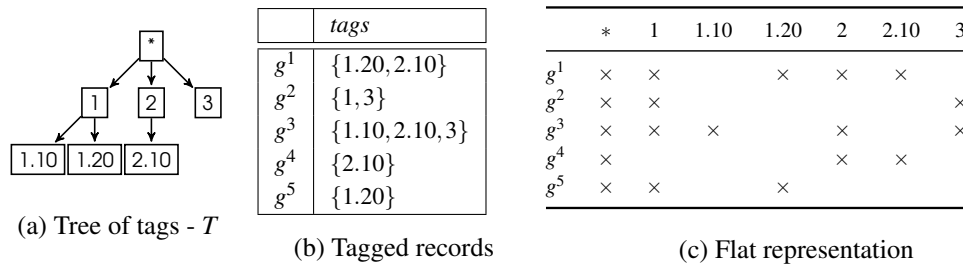 *
1 2 3
1.10 1.20 2.10
(a) Tree of tags - T
tags
g¹ {1.20, 2.10}
g² {1, 3}
g³ {1.10, 2.10, 3}
g⁴ {2.10}
g⁵ {1.20}
(b) Tagged records
* 1 1.10 1.20 2 2.10 3
g¹ × × × × ×
g² × × ×
g³ × × × × ×
g⁴ × × ×
g⁵ × × ×
(c) Flat representation